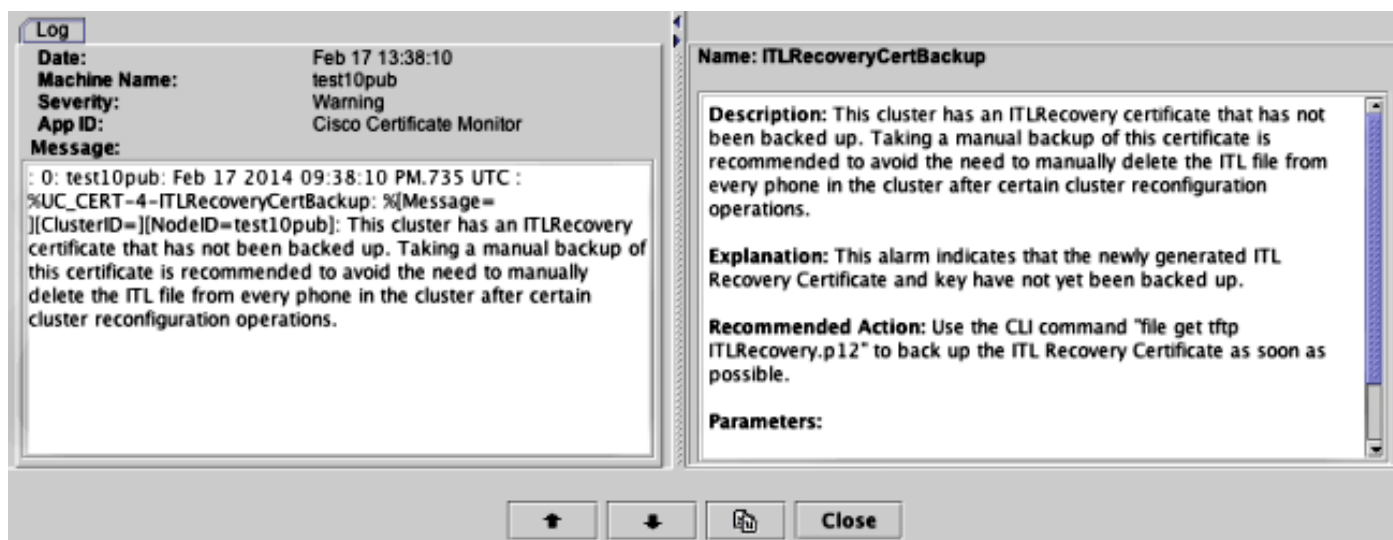 Log
Date: Feb 17 13:38:10
Machine Name: test10pub
Severity: Warning
App ID: Cisco Certificate Monitor
Message:
: 0: test10pub: Feb 17 2014 09:38:10 PM.735 UTC :
%UC_CERT-4-ITLRecoveryCertBackup: %[Message=
][ClusterID=][NodeID=test10pub]: This cluster has an ITLRecovery
certificate that has not been backed up. Taking a manual backup of
this certificate is recommended to avoid the need to manually
delete the ITL file from every phone in the cluster after certain
cluster reconfiguration operations.
Name: ITLRecoveryCertBackup
Description: This cluster has an ITLRecovery certificate that has not
been backed up. Taking a manual backup of this certificate is
recommended to avoid the need to manually delete the ITL file from
every phone in the cluster after certain cluster reconfiguration
operations.
Explanation: This alarm indicates that the newly generated ITL
Recovery Certificate and key have not yet been backed up.
Recommended Action: Use the CLI command "file get tftp
ITLRecovery.p12" to back up the ITL Recovery Certificate as soon as
possible.
Parameters:
Close